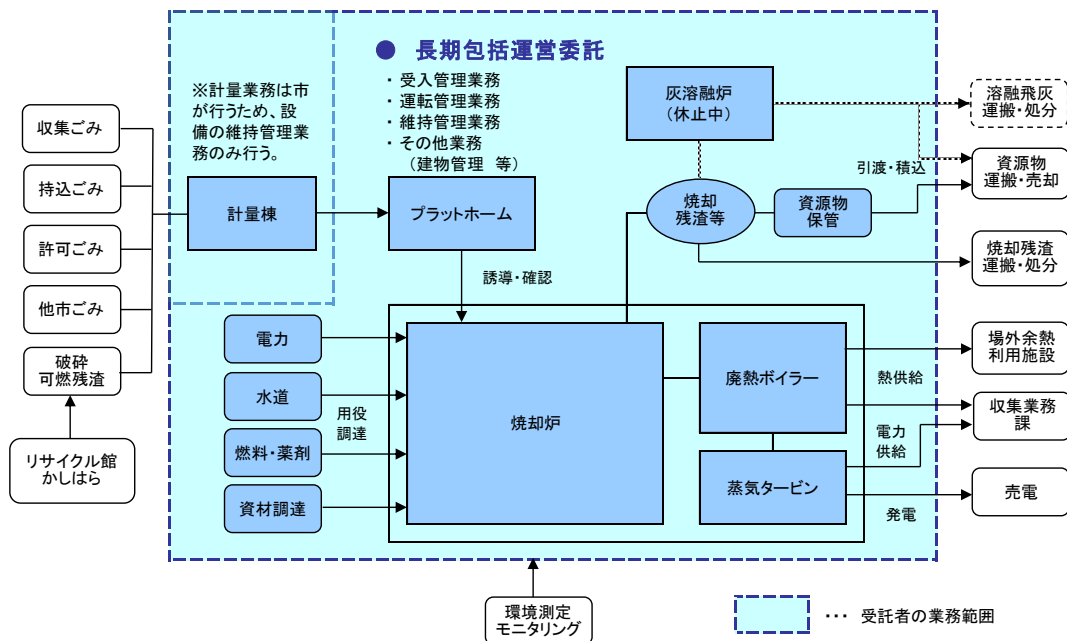 ● 長期包括運営委託
・受入管理業務
・運転管理業務
・維持管理業務
・その他業務
（建物管理 等）
※計量業務は市
が行うため、設
備の維持管理業
務のみ行う。
収集ごみ
持込ごみ
許可ごみ
他市ごみ
破砕
可燃残渣
リサイクル館
かしはら
計量棟
プラットホーム
誘導・確認
灰溶融炉
（休止中）
焼却
残渣等
資源物
保管
引渡・積込
溶融飛灰
運搬・処分
資源物
運搬・売却
焼却残渣
運搬・処分
電力
水道
燃料・薬剤
資材調達
用役
調達
焼却炉
廃熱ボイラー
蒸気タービン
熱供給
電力
供給
発電
場外余熱
利用施設
収集業務
課
売電
環境測定
モニタリング
･･･ 受託者の業務範囲